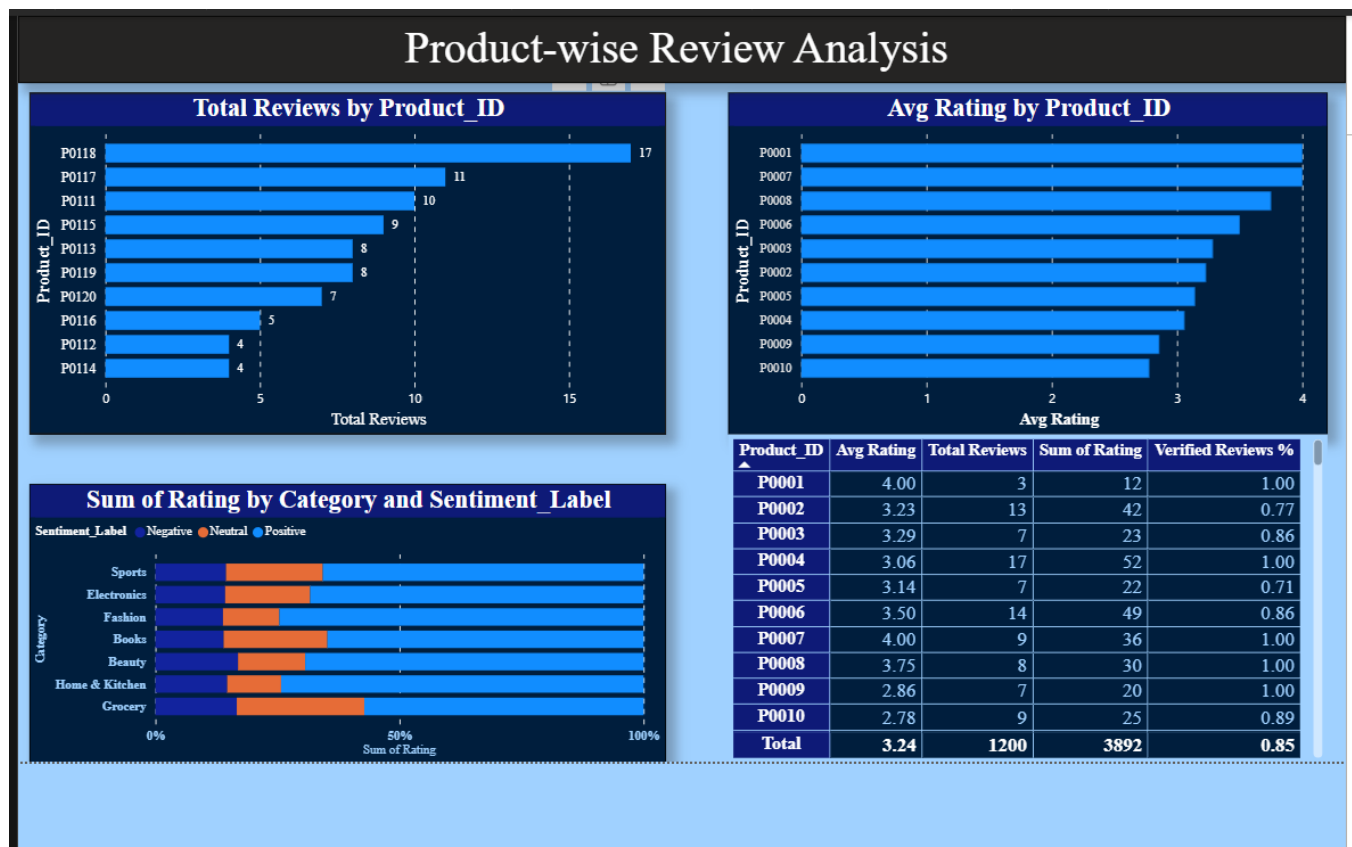 Product-wise Review Analysis
Total Reviews by Product_ID
P0118 17
P0117 11
P0111 10
P0115 9
P0113 8
P0119 8
P0120 7
P0116 5
P0112 4
P0114 4
Product_ID
0 5 10 15
Total Reviews
Avg Rating by Product_ID
P0001
P0007
P0008
P0006
P0003
P0002
P0005
P0004
P0009
P0010
Product_ID
0 1 2 3 4
Avg Rating
Sum of Rating by Category and Sentiment_Label
Sentiment_Label Negative Neutral Positive
Sports
Electronics
Fashion
Books
Beauty
Home & Kitchen
Grocery
Category
0% 50% 100%
Sum of Rating
Product_ID Avg Rating Total Reviews Sum of Rating Verified Reviews %
P0001 4.00 3 12 1.00
P0002 3.23 13 42 0.77
P0003 3.29 7 23 0.86
P0004 3.06 17 52 1.00
P0005 3.14 7 22 0.71
P0006 3.50 14 49 0.86
P0007 4.00 9 36 1.00
P0008 3.75 8 30 1.00
P0009 2.86 7 20 1.00
P0010 2.78 9 25 0.89
Total 3.24 1200 3892 0.85